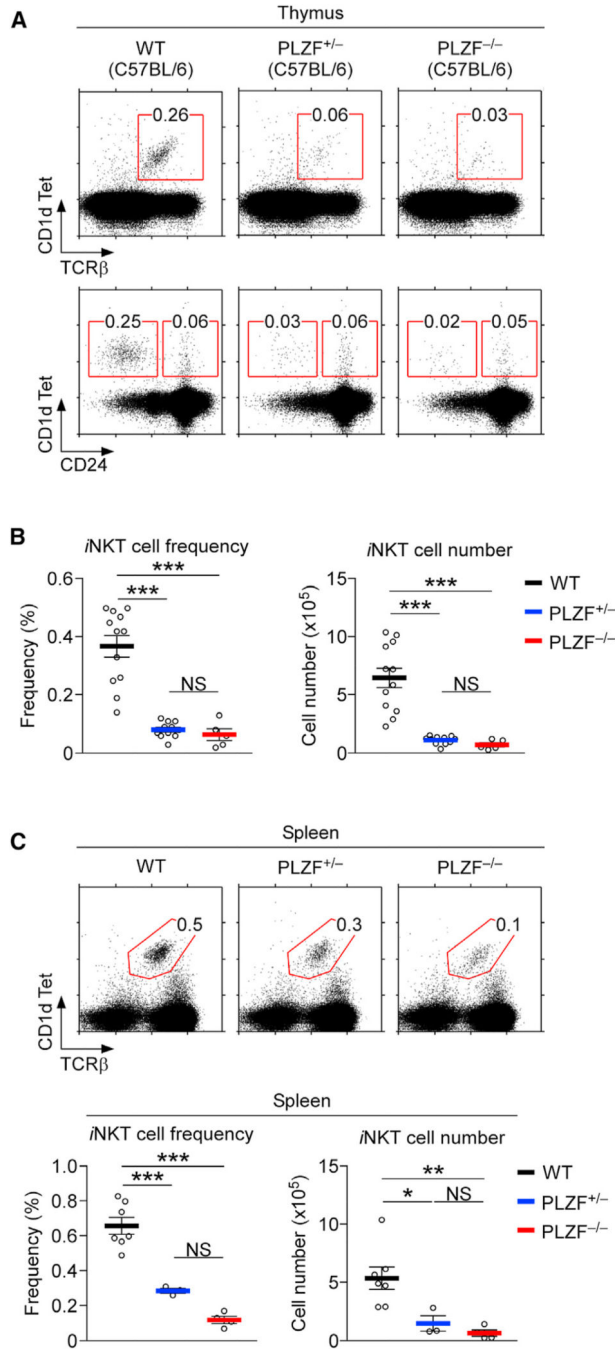 A
Thymus
WT PLZF+/– PLZF–/–
(C57BL/6) (C57BL/6) (C57BL/6)
0.26 0.06 0.03
CD1d Tet
TCRβ
0.25 0.06 0.03 0.06 0.02 0.05
CD1d Tet
CD24
B
iNKT cell frequency
***
***
NS
Frequency (%)
0.6
0.4
0.2
0
iNKT cell number
***
***
NS
Cell number (x10⁵)
15
10
5
0
WT
PLZF+/–
PLZF–/–
C
Spleen
WT PLZF+/– PLZF–/–
0.5 0.3 0.1
CD1d Tet
TCRβ
Spleen
iNKT cell frequency
***
***
NS
Frequency (%)
1.0
0.8
0.6
0.4
0.2
0
iNKT cell number
**
* NS
Cell number (x10⁵)
15
10
5
0
WT
PLZF+/–
PLZF–/–